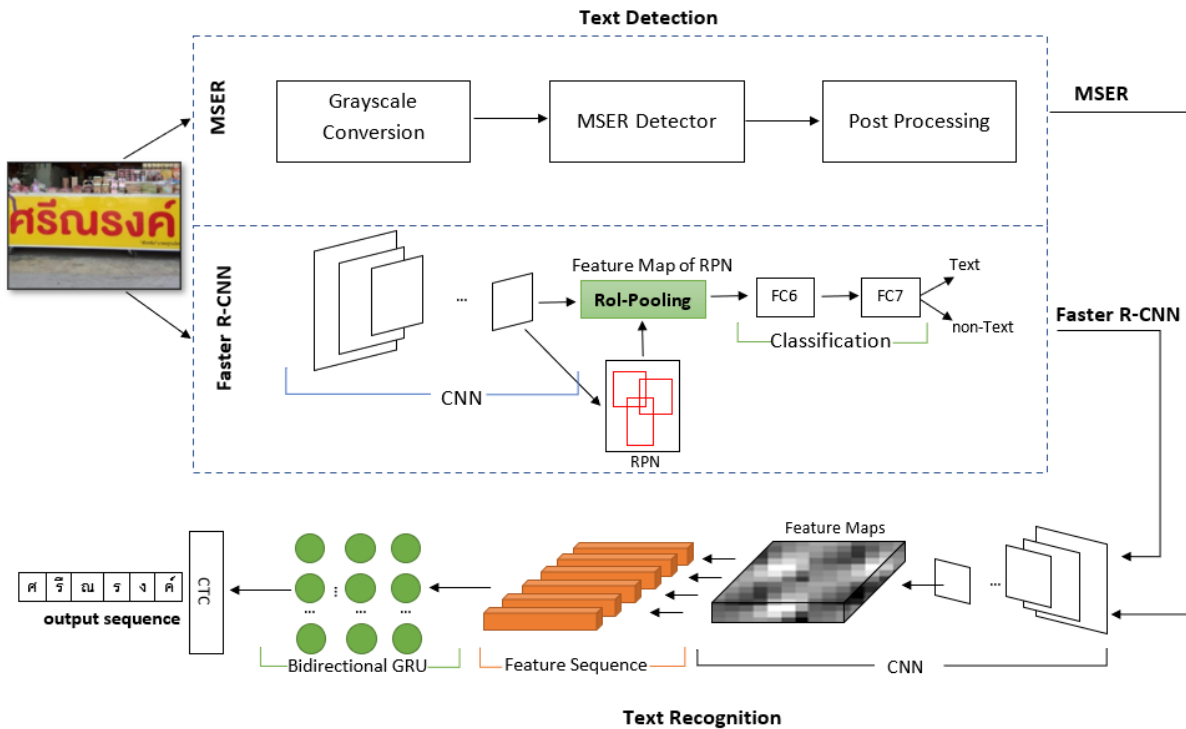 Text Detection
MSER
Grayscale
Conversion
MSER Detector
Post Processing
MSER
ศรีณรงค์
Faster R-CNN
Feature Map of RPN
RoI-Pooling
FC6
FC7
Text
non-Text
Classification
...
CNN
RPN
Faster R-CNN
Feature Maps
...
CTC
ศ รี ณ ร ง ค์
output sequence
...
...
...
...
Bidirectional GRU
Feature Sequence
CNN
Text Recognition